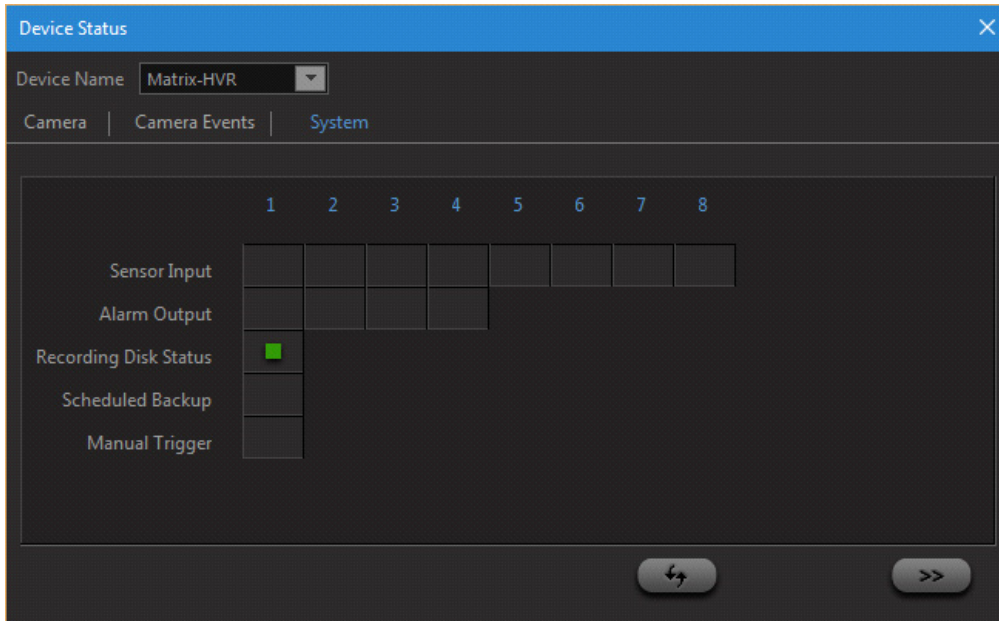 Device Status
Device Name Matrix-HVR
Camera | Camera Events | System
1 2 3 4 5 6 7 8
Sensor Input
Alarm Output
Recording Disk Status
Scheduled Backup
Manual Trigger
>>